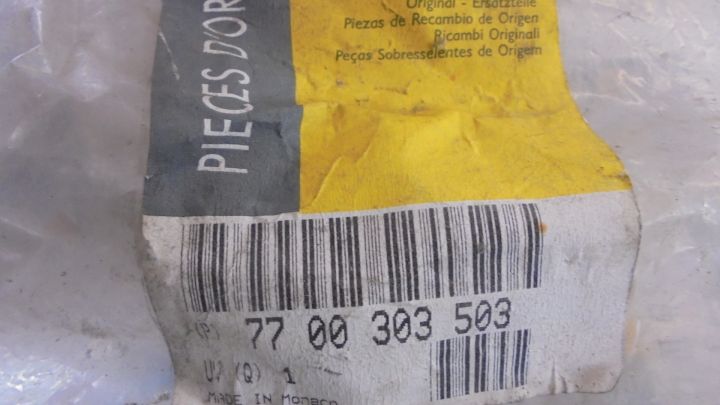 PIECES D'OR
Original - Ersatzteile
Piezas de Recambio de Origen
Ricambi Originali
Peças Sobresselentes de Origem
(P) 77 00 303 503
(Q) 1
MADE IN Monaco